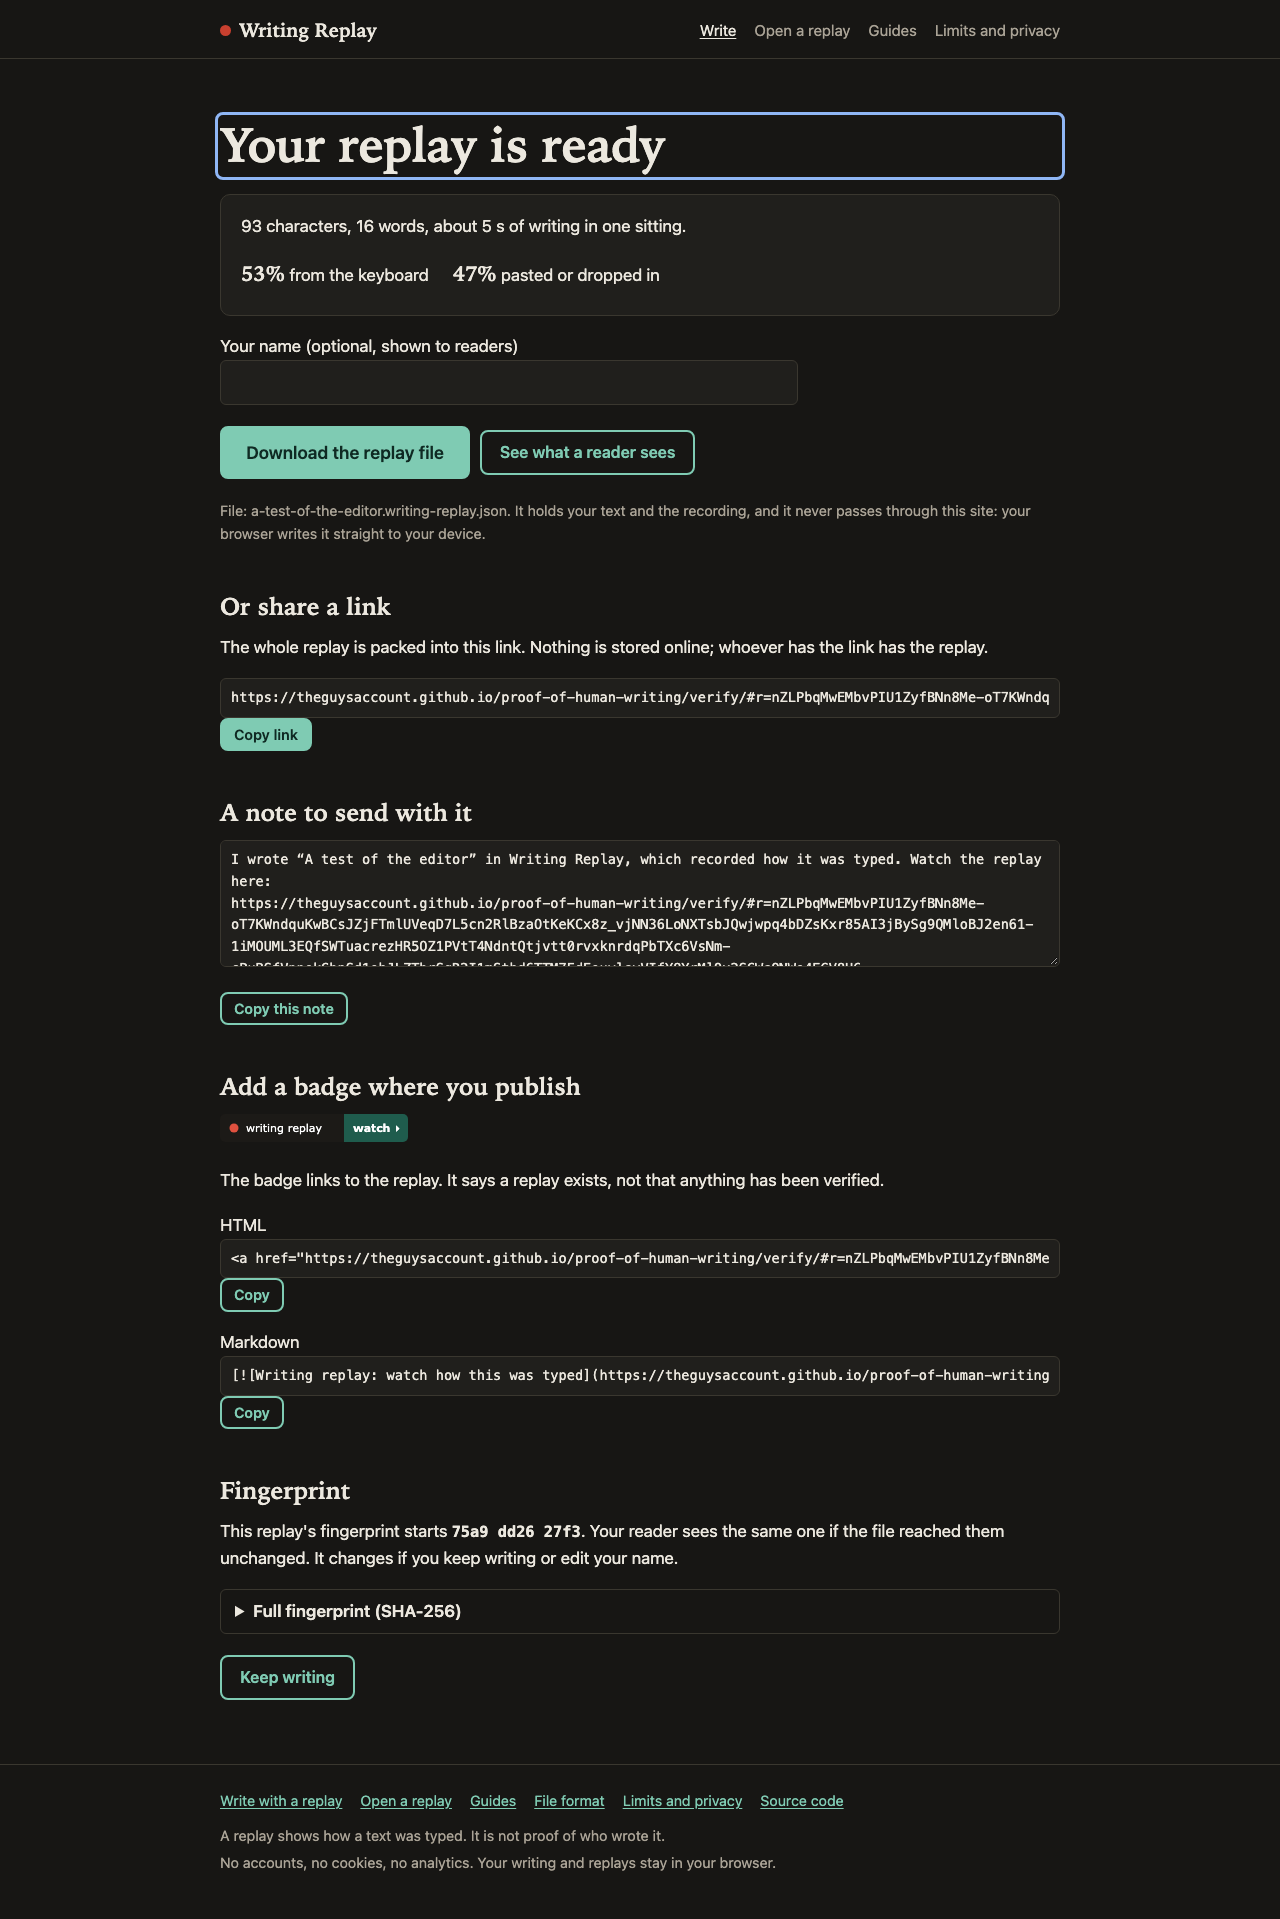 Writing Replay
Write Open a replay Guides Limits and privacy
Your replay is ready
93 characters, 16 words, about 5 s of writing in one sitting.
53% from the keyboard 47% pasted or dropped in
Your name (optional, shown to readers)
Download the replay file See what a reader sees
File: a-test-of-the-editor.writing-replay.json. It holds your text and the recording, and it never passes through this site: your
browser writes it straight to your device.
Or share a link
The whole replay is packed into this link. Nothing is stored online; whoever has the link has the replay.
https://theguysaccount.github.io/proof-of-human-writing/verify/#r=nZLPbqMwEMbvPIU1ZyfBNn8Me-oT7KWndq
Copy link
A note to send with it
I wrote “A test of the editor” in Writing Replay, which recorded how it was typed. Watch the replay
here:
https://theguysaccount.github.io/proof-of-human-writing/verify/#r=nZLPbqMwEMbvPIU1ZyfBNn8Me-
oT7KWndquKwBCsJZjFTmlUVeqD7L5cn2RlBzaOtKeKCx8z_vjNN36LoNXTsbJQwjwpq4bDZsKxr85AI3jBySg9QMloBJ2en61-
1iMOUML3EQfSWTuacrezHR5OZ1PVtT4NdntQtjvtt0rvxknrdqPbTXc6VsNm-
Copy this note
Add a badge where you publish
writing replay watch
The badge links to the replay. It says a replay exists, not that anything has been verified.
HTML
<a href="https://theguysaccount.github.io/proof-of-human-writing/verify/#r=nZLPbqMwEMbvPIU1ZyfBNn8Me
Copy
Markdown
[![Writing replay: watch how this was typed](https://theguysaccount.github.io/proof-of-human-writing
Copy
Fingerprint
This replay's fingerprint starts 75a9 dd26 27f3. Your reader sees the same one if the file reached them
unchanged. It changes if you keep writing or edit your name.
Full fingerprint (SHA-256)
Keep writing
Write with a replay Open a replay Guides File format Limits and privacy Source code
A replay shows how a text was typed. It is not proof of who wrote it.
No accounts, no cookies, no analytics. Your writing and replays stay in your browser.